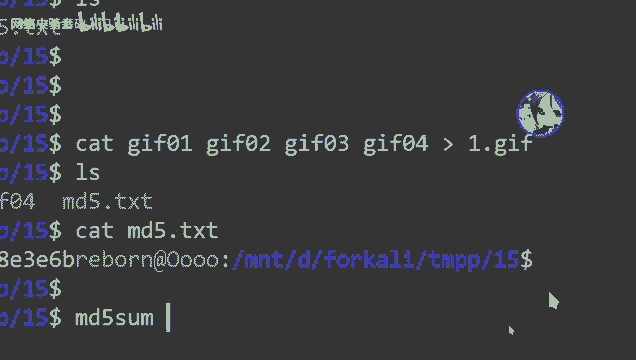 ls
5.txt bilibili
o/15$
o/15$
o/15$
o/15$ cat gif01 gif02 gif03 gif04 > 1.gif
o/15$ ls
f04 md5.txt
o/15$ cat md5.txt
8e3e6breborn@Oooo:/mnt/d/forkali/tmpp/15$
o/15$
o/15$ md5sum